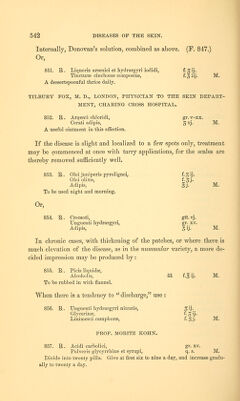 542 DISEASES OF THE SKIN.
Internally, Donovan's solution, combined as above. (F. 847.)
Or,
851. R. Liquoris arsenici et hydrargyri iodidi, f.℥ij.
Tincturæ cinchonæ compositæ, f.℥ij. M.
A dessertspoonful thrice daily.
TILBURY FOX, M. D., LONDON, PHYSICIAN TO THE SKIN DEPART-
MENT, CHARING CROSS HOSPITAL.
852. R. gr. v-xx.
Cerati adipis, M.
A useful ointment in this affection.
If the disease is slight and localized to a few spots only, treatment
may be commenced at once with tarry applications, for the scales are
thereby removed sufficiently well.
853. R. Olei juniperis pyrolignei,
Olei olivæ,
Adipis, M.
To be used night and morning.
Or,
854. R. Creasoti, gtt. vj.
Unguenti hydrargyri, gr. xv.
Adipis, M.
In chronic cases, with thickening of the patches, or where there is
much elevation of the disease, as in the nummular variety, a more de-
cided impression may be produced by:
855. R. Picis liquidæ,
Alcoholis, āā M.
To be rubbed in with flannel.
When there is a tendency to "discharge," use:
856. R. Unguenti hydrargyri nitratis,
Glycerinæ,
Linimenti camphoræ, M.
PROF. MORITZ KOHN.
857. R. Acidi carbolici, gr. xv.
Pulveris glycyrrhizæ et syrupi, q. s. M.
Divide into twenty pills. Give at first six to nine a day, and increase gradu-
ally to twenty a day.